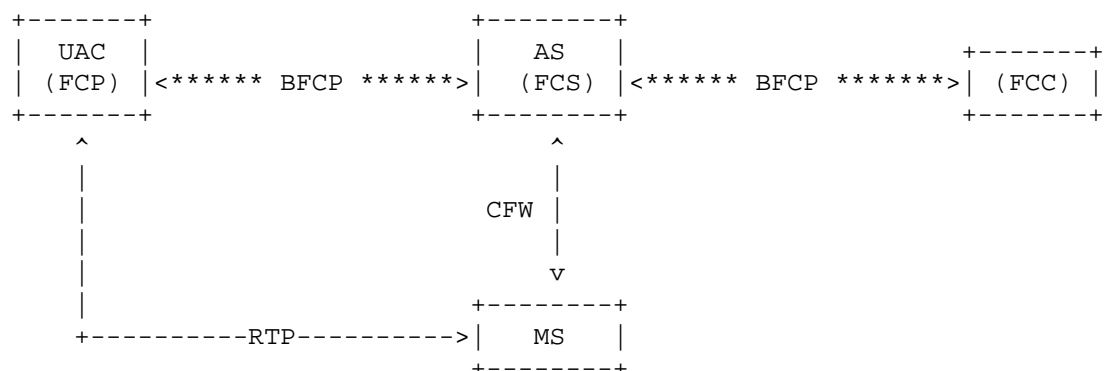 UAC AS
(FCP) <****** BFCP ******> (FCS) <****** BFCP *******> (FCC)
CFW
RTP MS